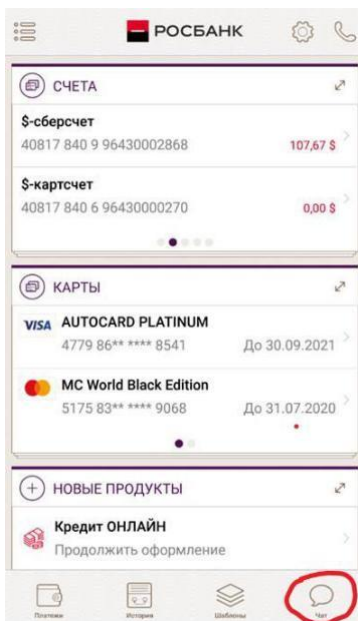 РОСБАНК
СЧЕТА
$-сберсчет
40817 840 9 96430002868 107,67 $
$-картсчет
40817 840 6 96430000270 0,00 $
КАРТЫ
VISA AUTOCARD PLATINUM
4779 86** **** 8541 До 30.09.2021
MC World Black Edition
5175 83** **** 9068 До 31.07.2020
НОВЫЕ ПРОДУКТЫ
Кредит ОНЛАЙН
Продолжить оформление
Платежи История Шаблоны Чат